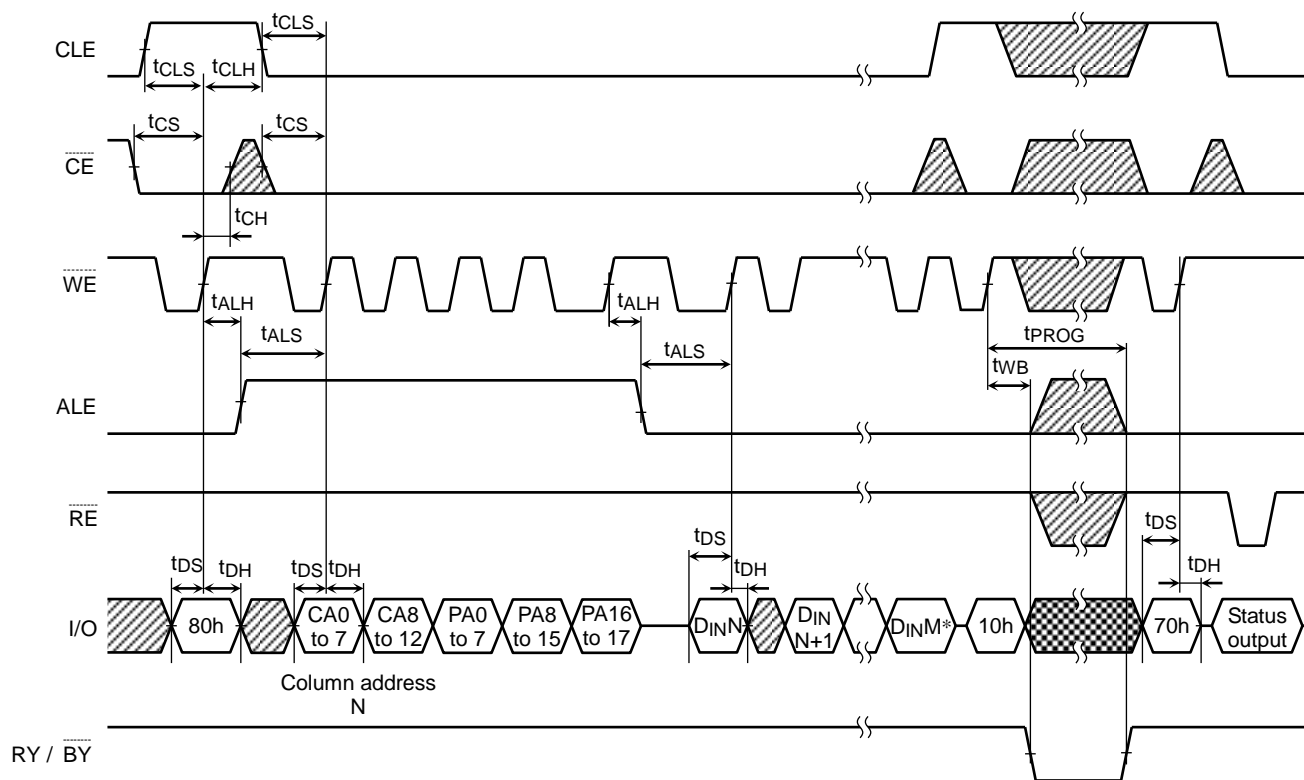 tCLS
CLE
tCLS tCLH
tCS tCS
CE
tCH
WE
tALH tALH
tALS tPROG
tALS
tWB
ALE
RE
tDS tDH tDS tDH tDS tDH tDS tDH
I/O
80h
CA0 to 7
CA8 to 12
PA0 to 7
PA8 to 15
PA16 to 17
DINN
DIN N+1
DINM*
10h
70h
Status output
Column address
N
RY / BY